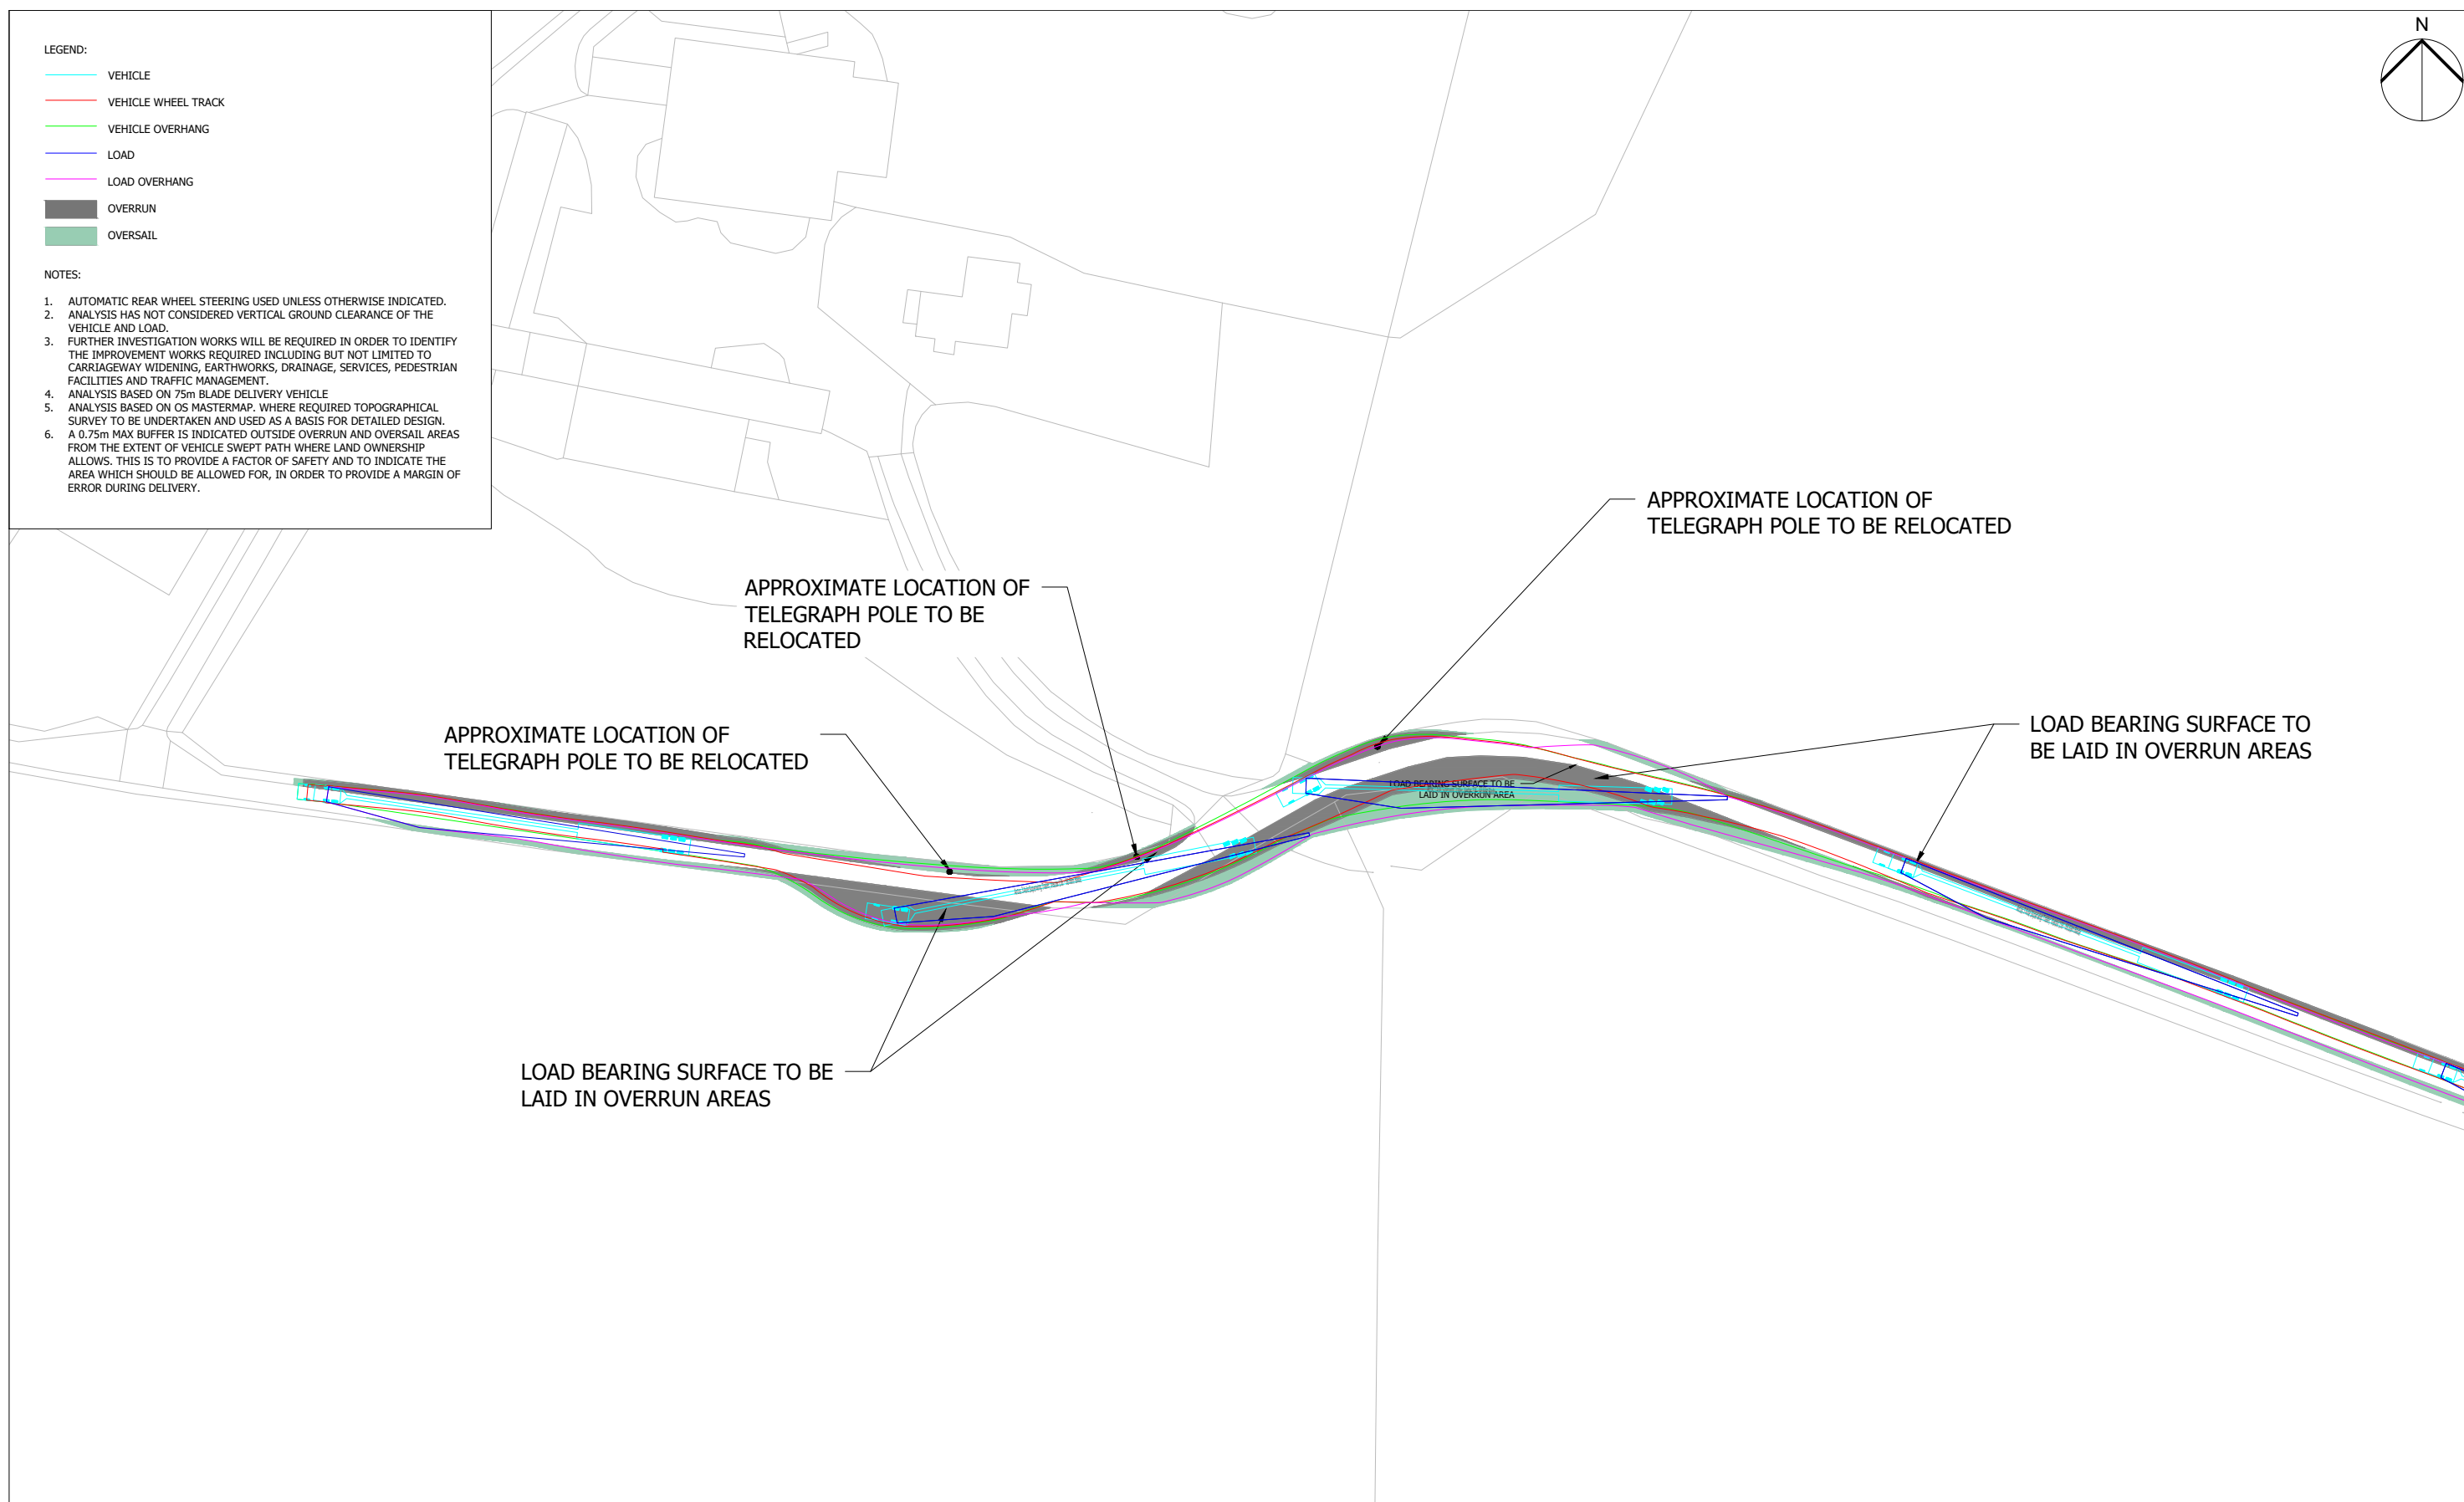 LEGEND:
VEHICLE
VEHICLE WHEEL TRACK
VEHICLE OVERHANG
LOAD
LOAD OVERHANG
OVERRUN
OVERSAIL
NOTES:
1. AUTOMATIC REAR WHEEL STEERING USED UNLESS OTHERWISE INDICATED.
2. ANALYSIS HAS NOT CONSIDERED VERTICAL GROUND CLEARANCE OF THE
VEHICLE AND LOAD.
3. FURTHER INVESTIGATION WORKS WILL BE REQUIRED IN ORDER TO IDENTIFY
THE IMPROVEMENT WORKS REQUIRED INCLUDING BUT NOT LIMITED TO
CARRIAGEWAY WIDENING, EARTHWORKS, DRAINAGE, SERVICES, PEDESTRIAN
FACILITIES AND TRAFFIC MANAGEMENT.
4. ANALYSIS BASED ON 75m BLADE DELIVERY VEHICLE
5. ANALYSIS BASED ON OS MASTERMAP. WHERE REQUIRED TOPOGRAPHICAL
SURVEY TO BE UNDERTAKEN AND USED AS A BASIS FOR DETAILED DESIGN.
6. A 0.75m MAX BUFFER IS INDICATED OUTSIDE OVERRUN AND OVERSAIL AREAS
FROM THE EXTENT OF VEHICLE SWEPT PATH WHERE LAND OWNERSHIP
ALLOWS. THIS IS TO PROVIDE A FACTOR OF SAFETY AND TO INDICATE THE
AREA WHICH SHOULD BE ALLOWED FOR, IN ORDER TO PROVIDE A MARGIN OF
ERROR DURING DELIVERY.
N
APPROXIMATE LOCATION OF
TELEGRAPH POLE TO BE RELOCATED
APPROXIMATE LOCATION OF
TELEGRAPH POLE TO BE
RELOCATED
APPROXIMATE LOCATION OF
TELEGRAPH POLE TO BE RELOCATED
LOAD BEARING SURFACE TO
BE LAID IN OVERRUN AREAS
LOAD BEARING SURFACE TO BE
LAID IN OVERRUN AREA
LOAD BEARING SURFACE TO BE
LAID IN OVERRUN AREAS